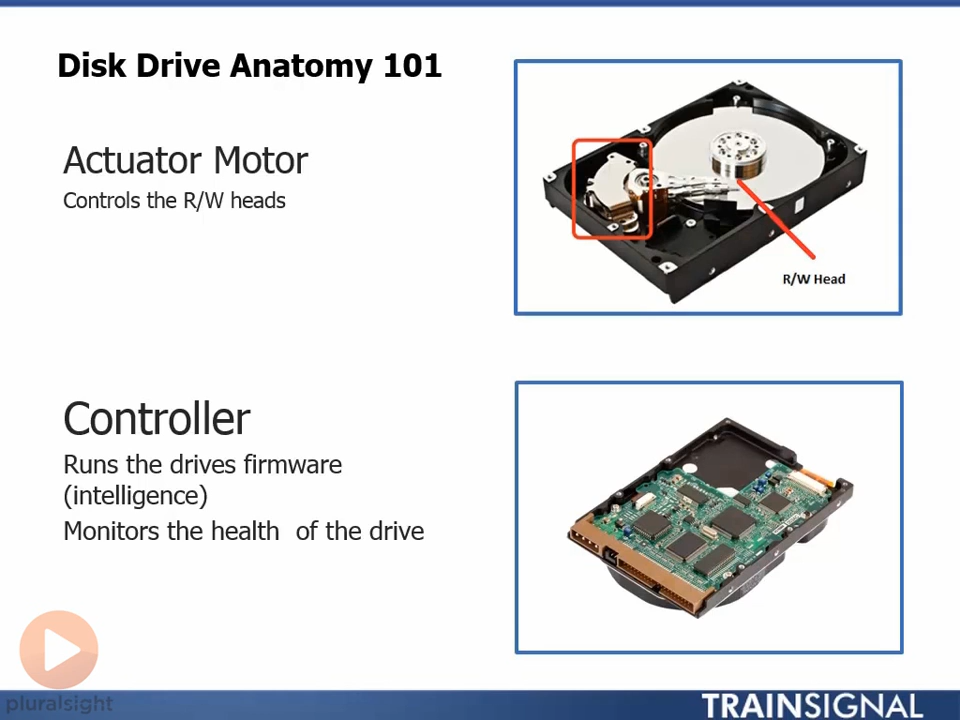 Disk Drive Anatomy 101
Actuator Motor
Controls the R/W heads
R/W Head
Controller
Runs the drives firmware
(intelligence)
Monitors the health of the drive
pluralsight
TRAINSIGNAL